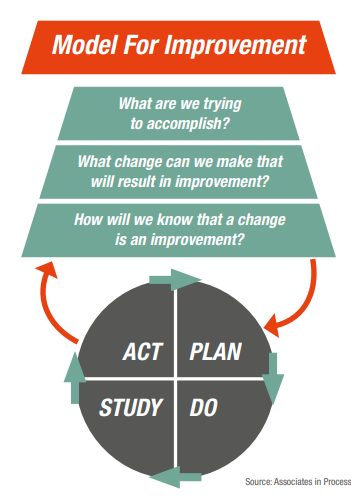 Model For Improvement
What are we trying
to accomplish?
What change can we make that
will result in improvement?
How will we know that a change
is an improvement?
ACT PLAN
STUDY DO
Source: Associates in Process